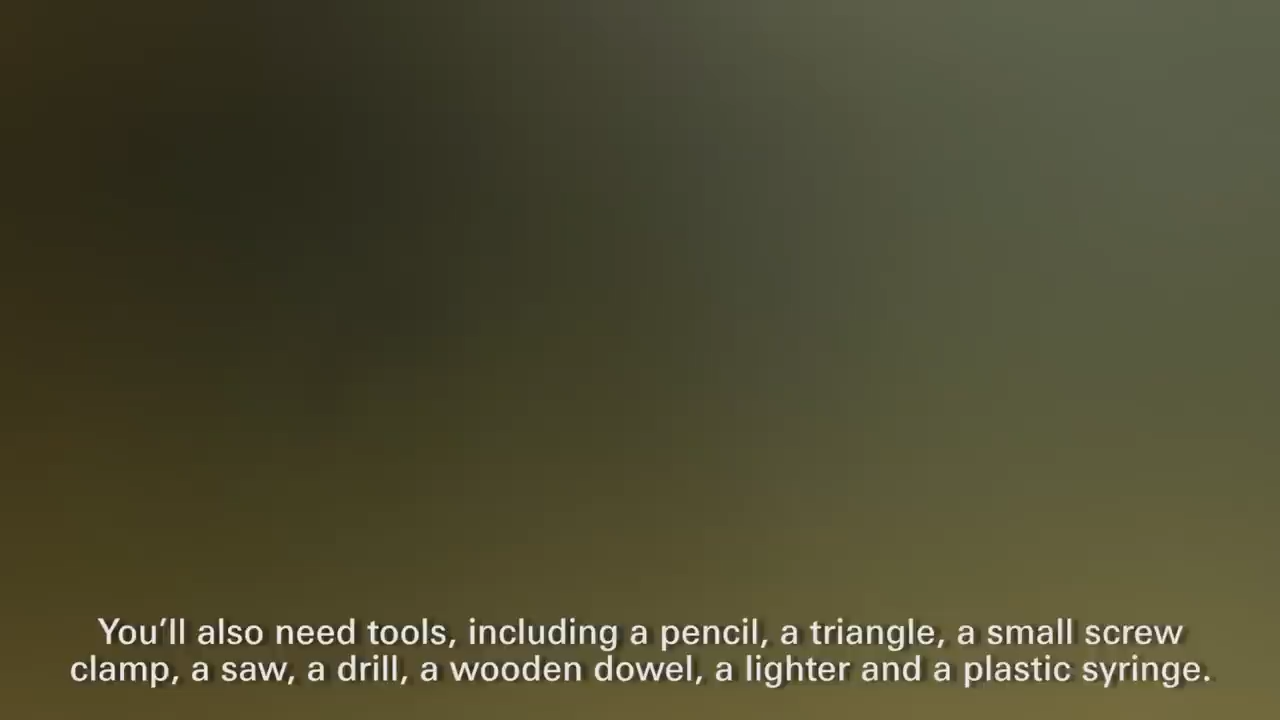 You’ll also need tools, including a pencil, a triangle, a small screw
clamp, a saw, a drill, a wooden dowel, a lighter and a plastic syringe.